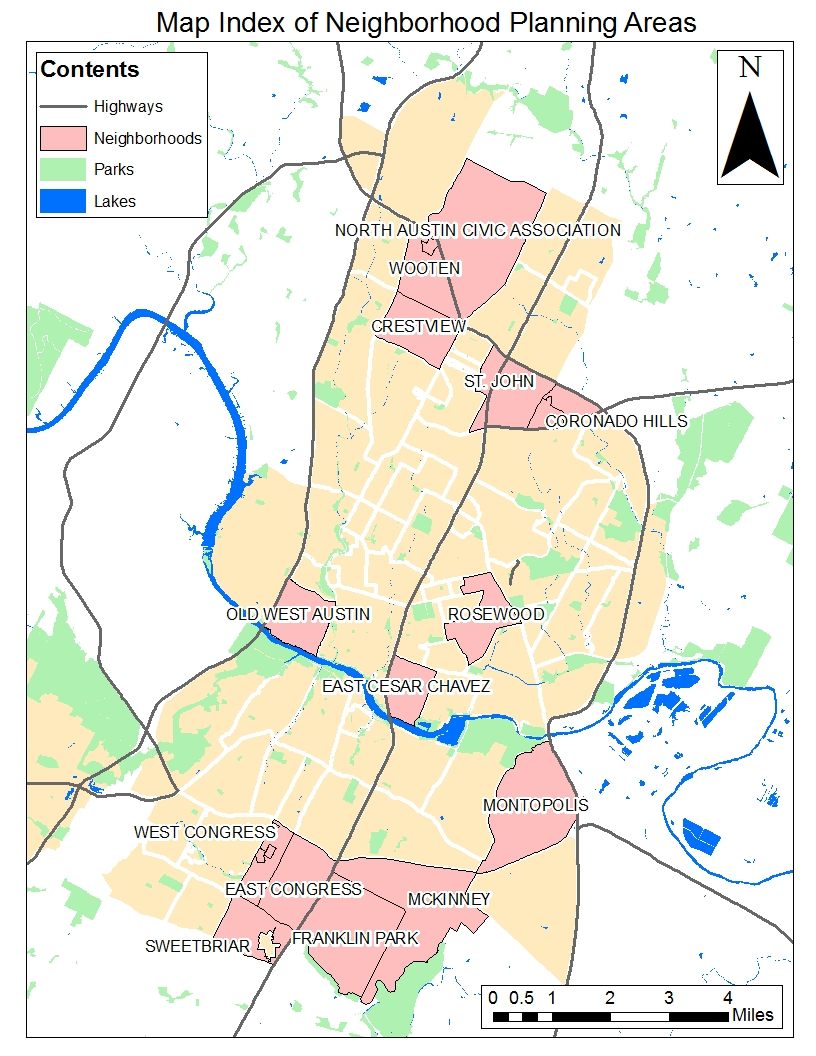 Map Index of Neighborhood Planning Areas
Contents
Highways
Neighborhoods
Parks
Lakes
N
NORTH AUSTIN CIVIC ASSOCIATION
WOOTEN
CRESTVIEW
ST. JOHN
CORONADO HILLS
OLD WEST AUSTIN
ROSEWOOD
EAST CESAR CHAVEZ
MONTOPOLIS
WEST CONGRESS
EAST CONGRESS
MCKINNEY
SWEETBRIAR
FRANKLIN PARK
0 0.5 1 2 3 4
Miles